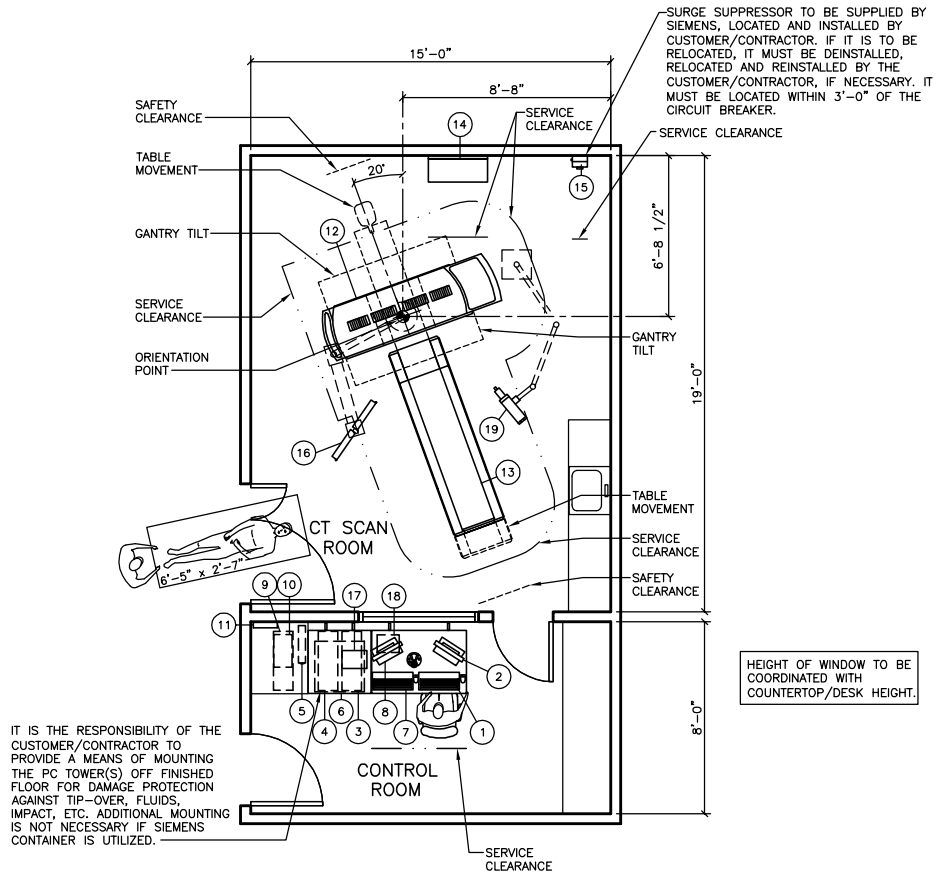 SURGE SUPPRESSOR TO BE SUPPLIED BY
SIEMENS, LOCATED AND INSTALLED BY
CUSTOMER/CONTRACTOR. IF IT IS TO BE
RELOCATED, IT MUST BE DEINSTALLED,
RELOCATED AND REINSTALLED BY THE
CUSTOMER/CONTRACTOR, IF NECESSARY. IT
MUST BE LOCATED WITHIN 3'-0" OF THE
CIRCUIT BREAKER.
15'-0"
8'-8"
SAFETY
CLEARANCE
SERVICE
CLEARANCE
14
SERVICE CLEARANCE
TABLE
MOVEMENT
20°
15
12
GANTRY TILT
6'-8 1/2"
SERVICE
CLEARANCE
GANTRY
TILT
ORIENTATION
POINT
19'-0"
19
16
13
TABLE
MOVEMENT
CT SCAN
ROOM
SERVICE
CLEARANCE
6'-5" x 2'-7"
SAFETY
CLEARANCE
9
10
17
18
11
2
HEIGHT OF WINDOW TO BE
COORDINATED WITH
COUNTERTOP/DESK HEIGHT.
5
4
6
3
8
7
1
8'-0"
IT IS THE RESPONSIBILITY OF THE
CUSTOMER/CONTRACTOR TO
PROVIDE A MEANS OF MOUNTING
THE PC TOWER(S) OFF FINISHED
FLOOR FOR DAMAGE PROTECTION
AGAINST TIP-OVER, FLUIDS,
IMPACT, ETC. ADDITIONAL MOUNTING
IS NOT NECESSARY IF SIEMENS
CONTAINER IS UTILIZED.
CONTROL
ROOM
SERVICE
CLEARANCE